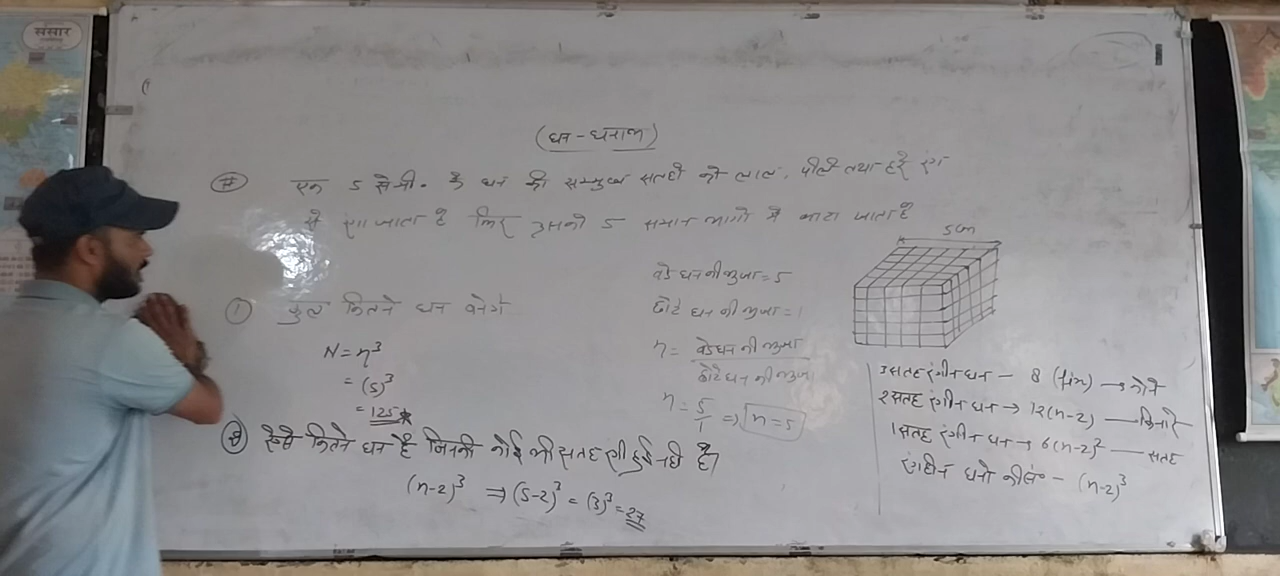 संसार
(घन - घनाभ)
# एक 5 सेमी. के घन की सम्मुख सतहों को लाल, पीले तथा हरे रंग
से रंगा जाता है फिर उसको 5 समान भागों में काटा जाता है
5cm
बडे घन की भुजा = 5
छोटे घन की भुजा = 1
n = बडे घन की भुजा
छोटे घन की भुजा
n = 5/1 ⇒ n = 5
① कुल कितने घन बनेंगे
N = n³
= (5)³
= 125
ऐसे कितने घन हैं जिनकी कोई भी सतह रंगी हुई नही है।
(n-2)³ ⇒ (5-2)³ = (3)³ = 27
3 सतह रंगीन घन - 8 (fix) → कोने
2 सतह रंगीन घन → 12(n-2) — किनारे
1 सतह रंगीन घन → 6(n-2)² — सतह
रंगहीन घनो की सं० - (n-2)³